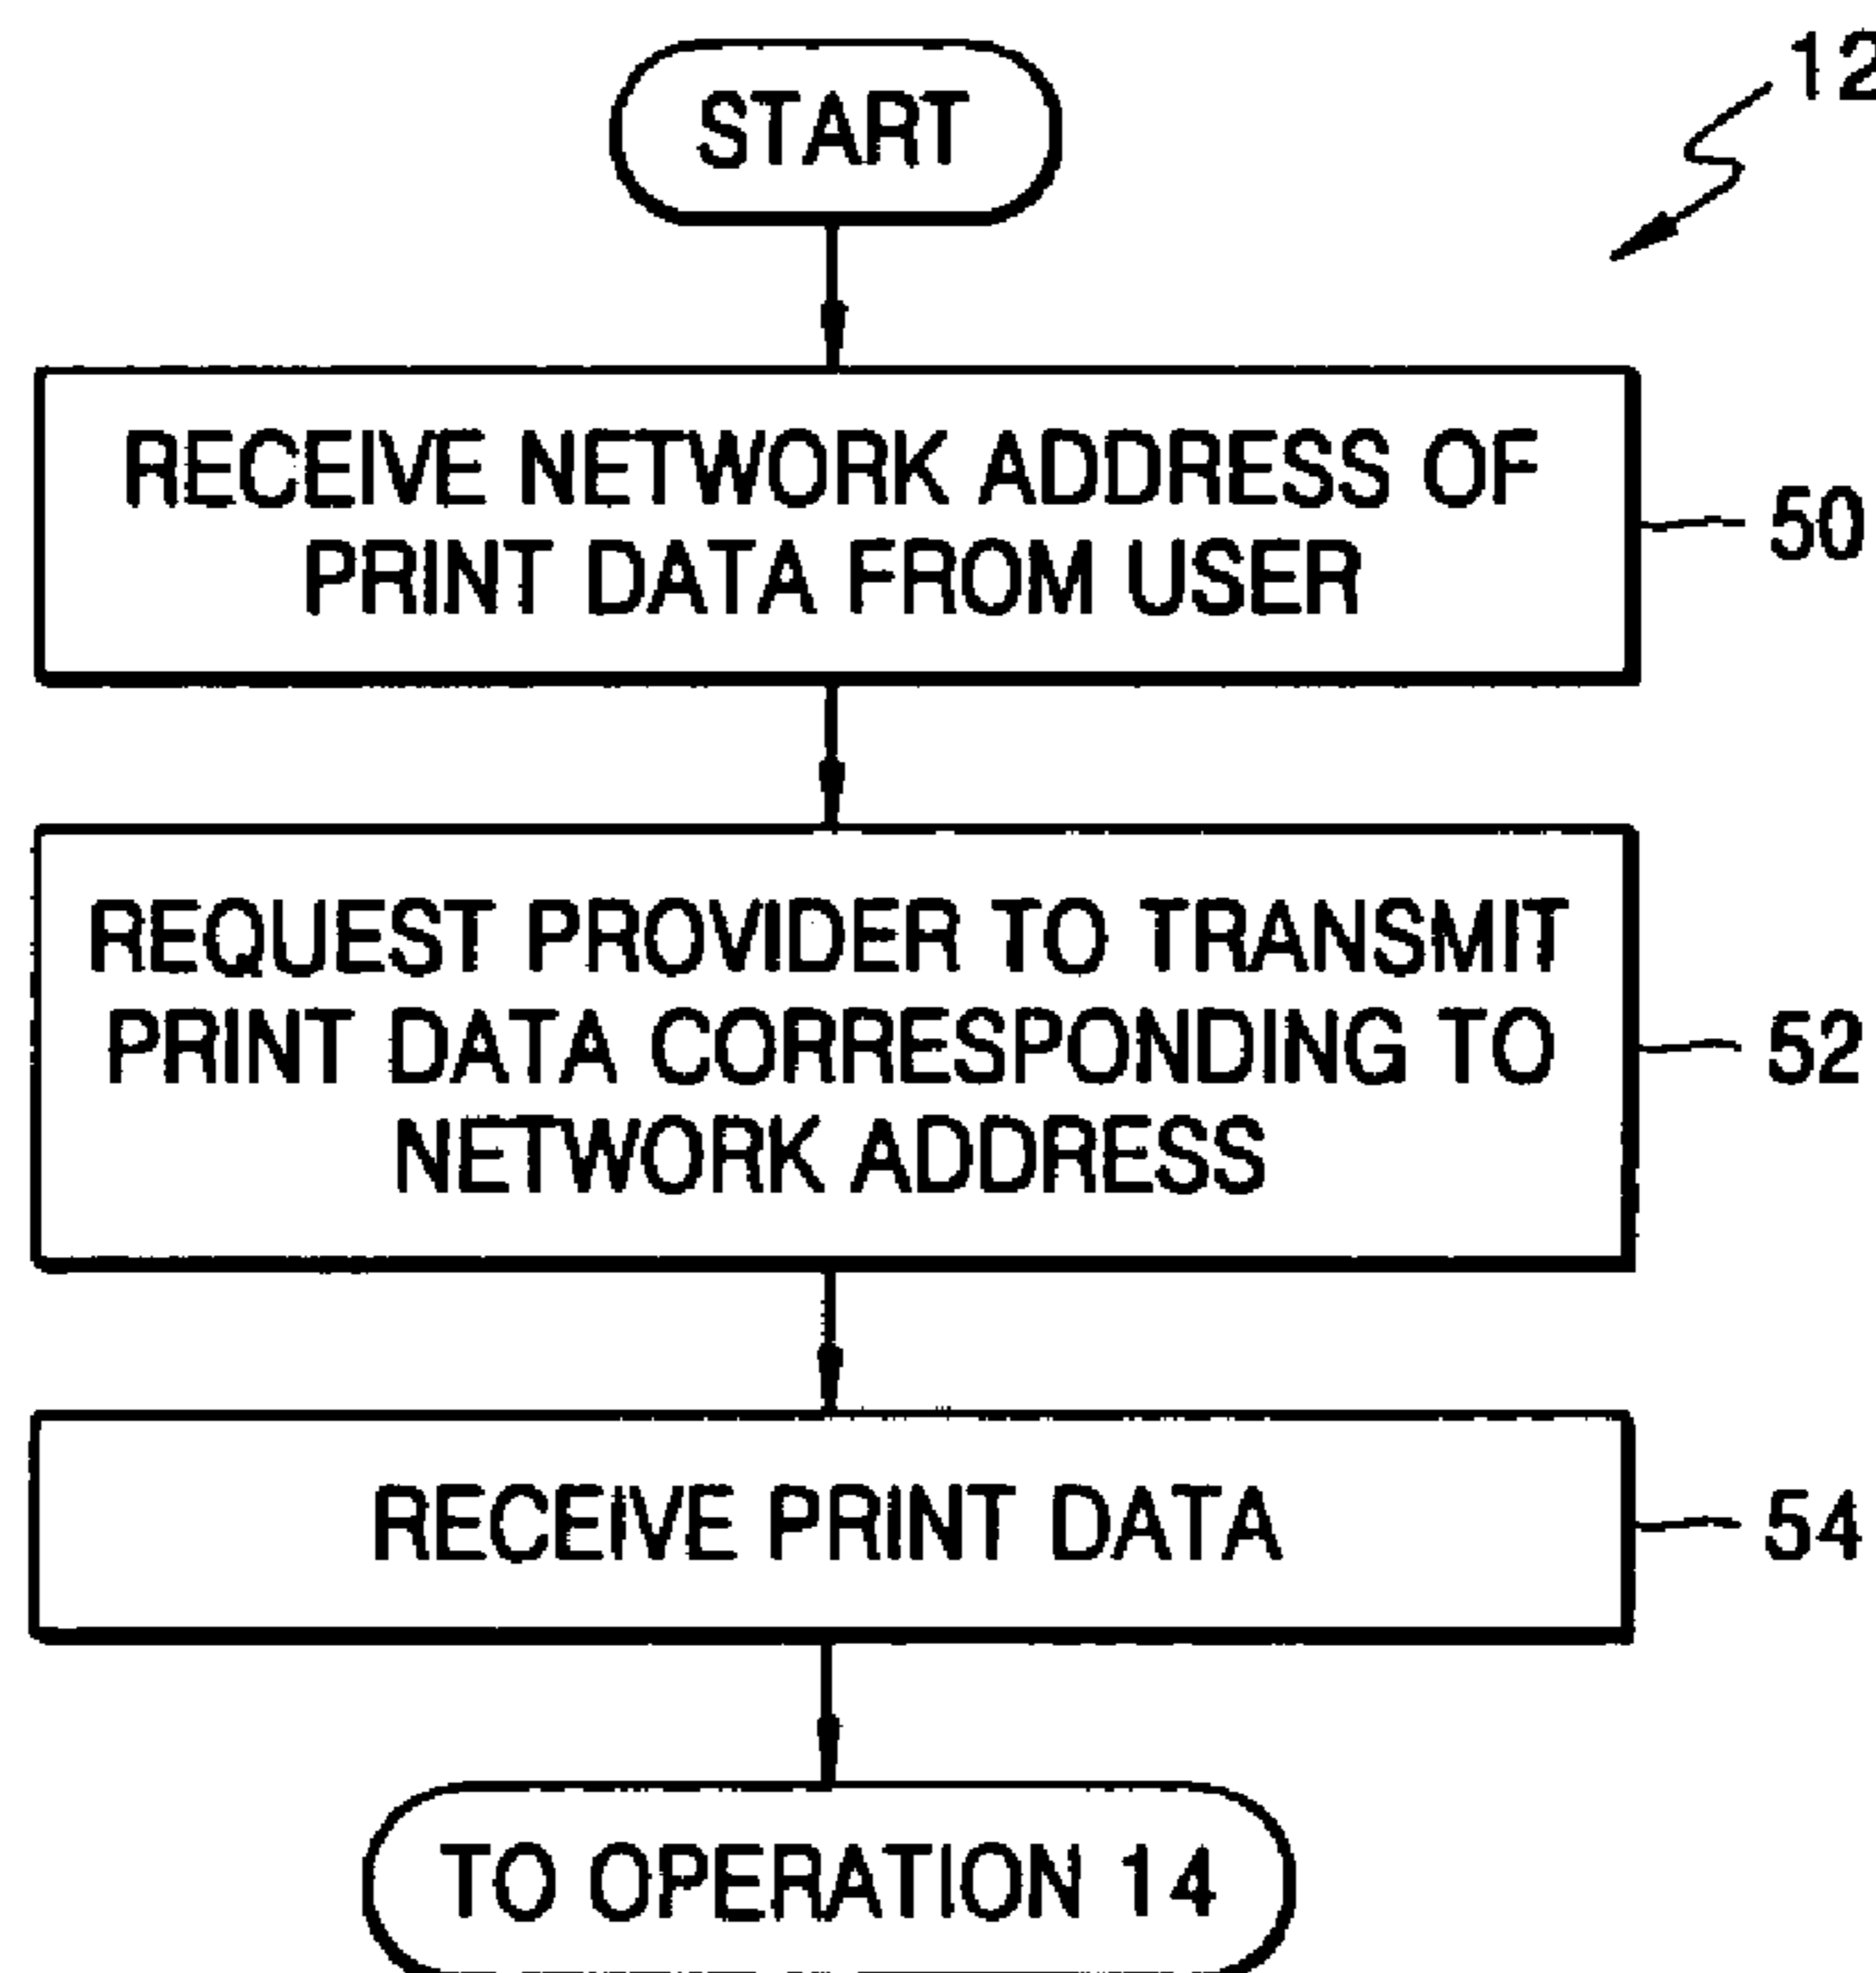 START
12
RECEIVE NETWORK ADDRESS OF
PRINT DATA FROM USER
50
REQUEST PROVIDER TO TRANSMIT
PRINT DATA CORRESPONDING TO
NETWORK ADDRESS
52
RECEIVE PRINT DATA
54
TO OPERATION 14